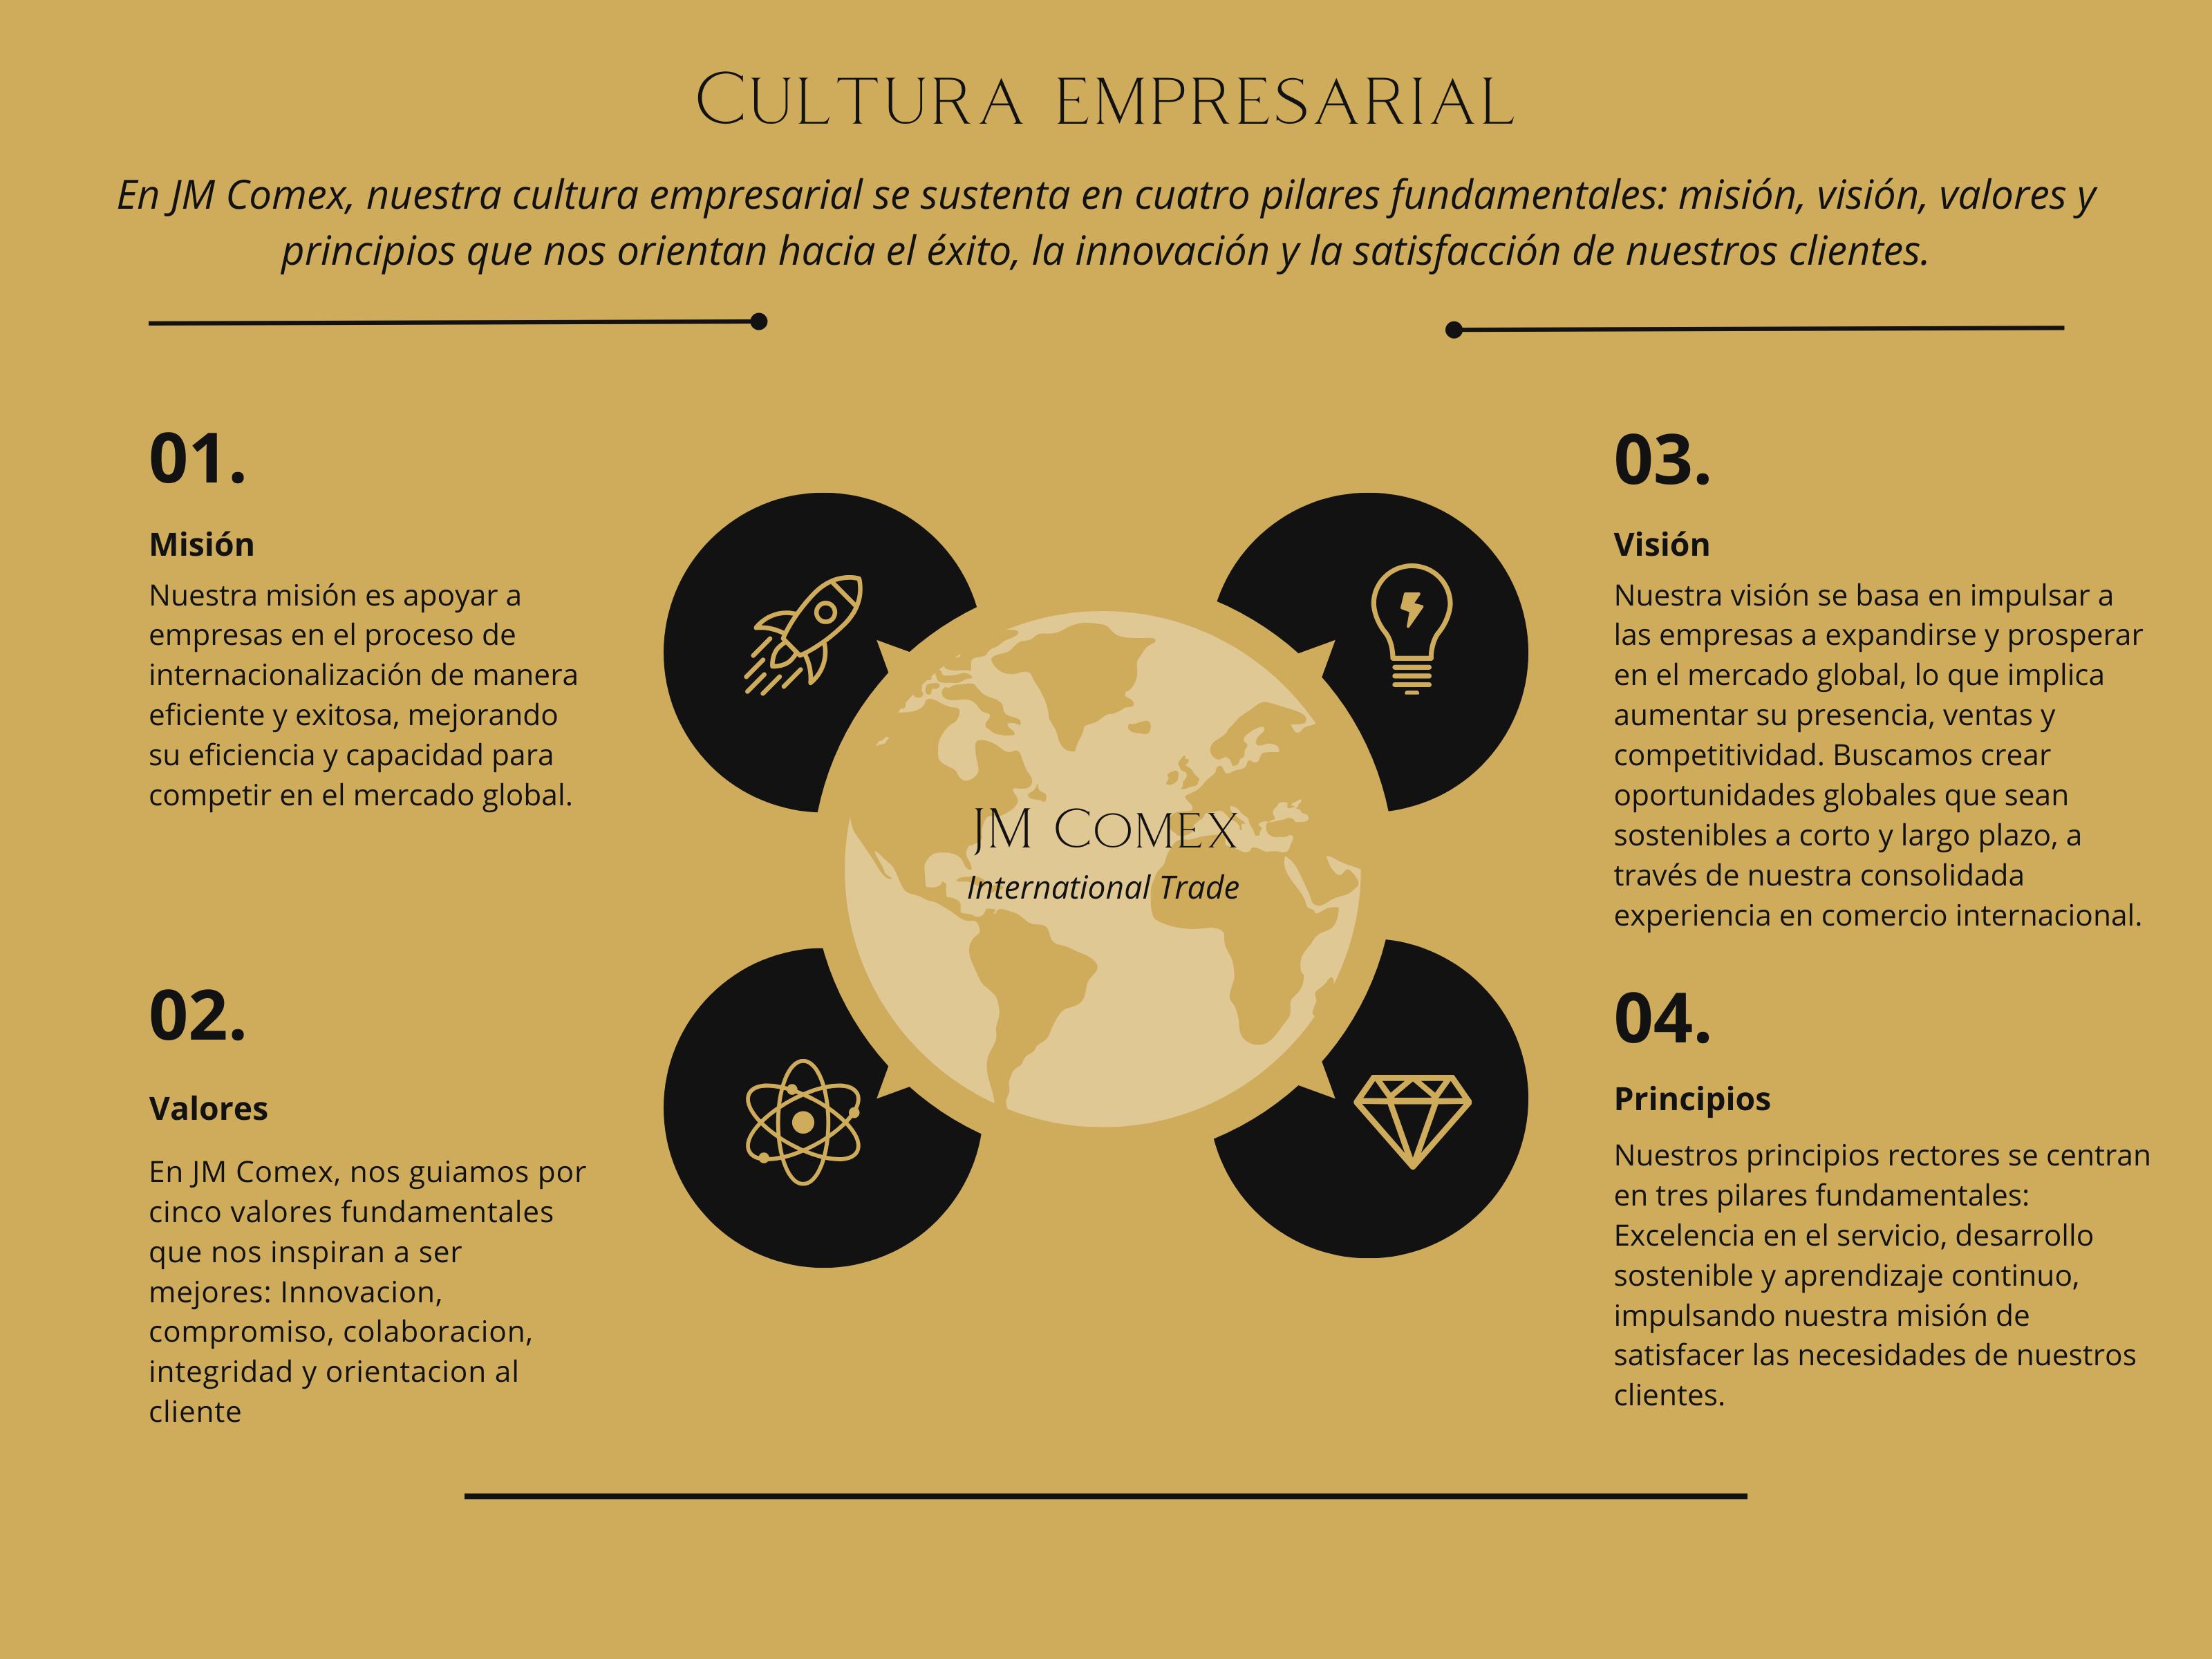 Cultura empresarial
En JM Comex, nuestra cultura empresarial se sustenta en cuatro pilares fundamentales: misión, visión, valores y
principios que nos orientan hacia el éxito, la innovación y la satisfacción de nuestros clientes.
01.
Misión
Nuestra misión es apoyar a
empresas en el proceso de
internacionalización de manera
eficiente y exitosa, mejorando
su eficiencia y capacidad para
competir en el mercado global.
02.
Valores
En JM Comex, nos guiamos por
cinco valores fundamentales
que nos inspiran a ser
mejores: Innovacion,
compromiso, colaboracion,
integridad y orientacion al
cliente
JM Comex
International Trade
03.
Visión
Nuestra visión se basa en impulsar a
las empresas a expandirse y prosperar
en el mercado global, lo que implica
aumentar su presencia, ventas y
competitividad. Buscamos crear
oportunidades globales que sean
sostenibles a corto y largo plazo, a
través de nuestra consolidada
experiencia en comercio internacional.
04.
Principios
Nuestros principios rectores se centran
en tres pilares fundamentales:
Excelencia en el servicio, desarrollo
sostenible y aprendizaje continuo,
impulsando nuestra misión de
satisfacer las necesidades de nuestros
clientes.